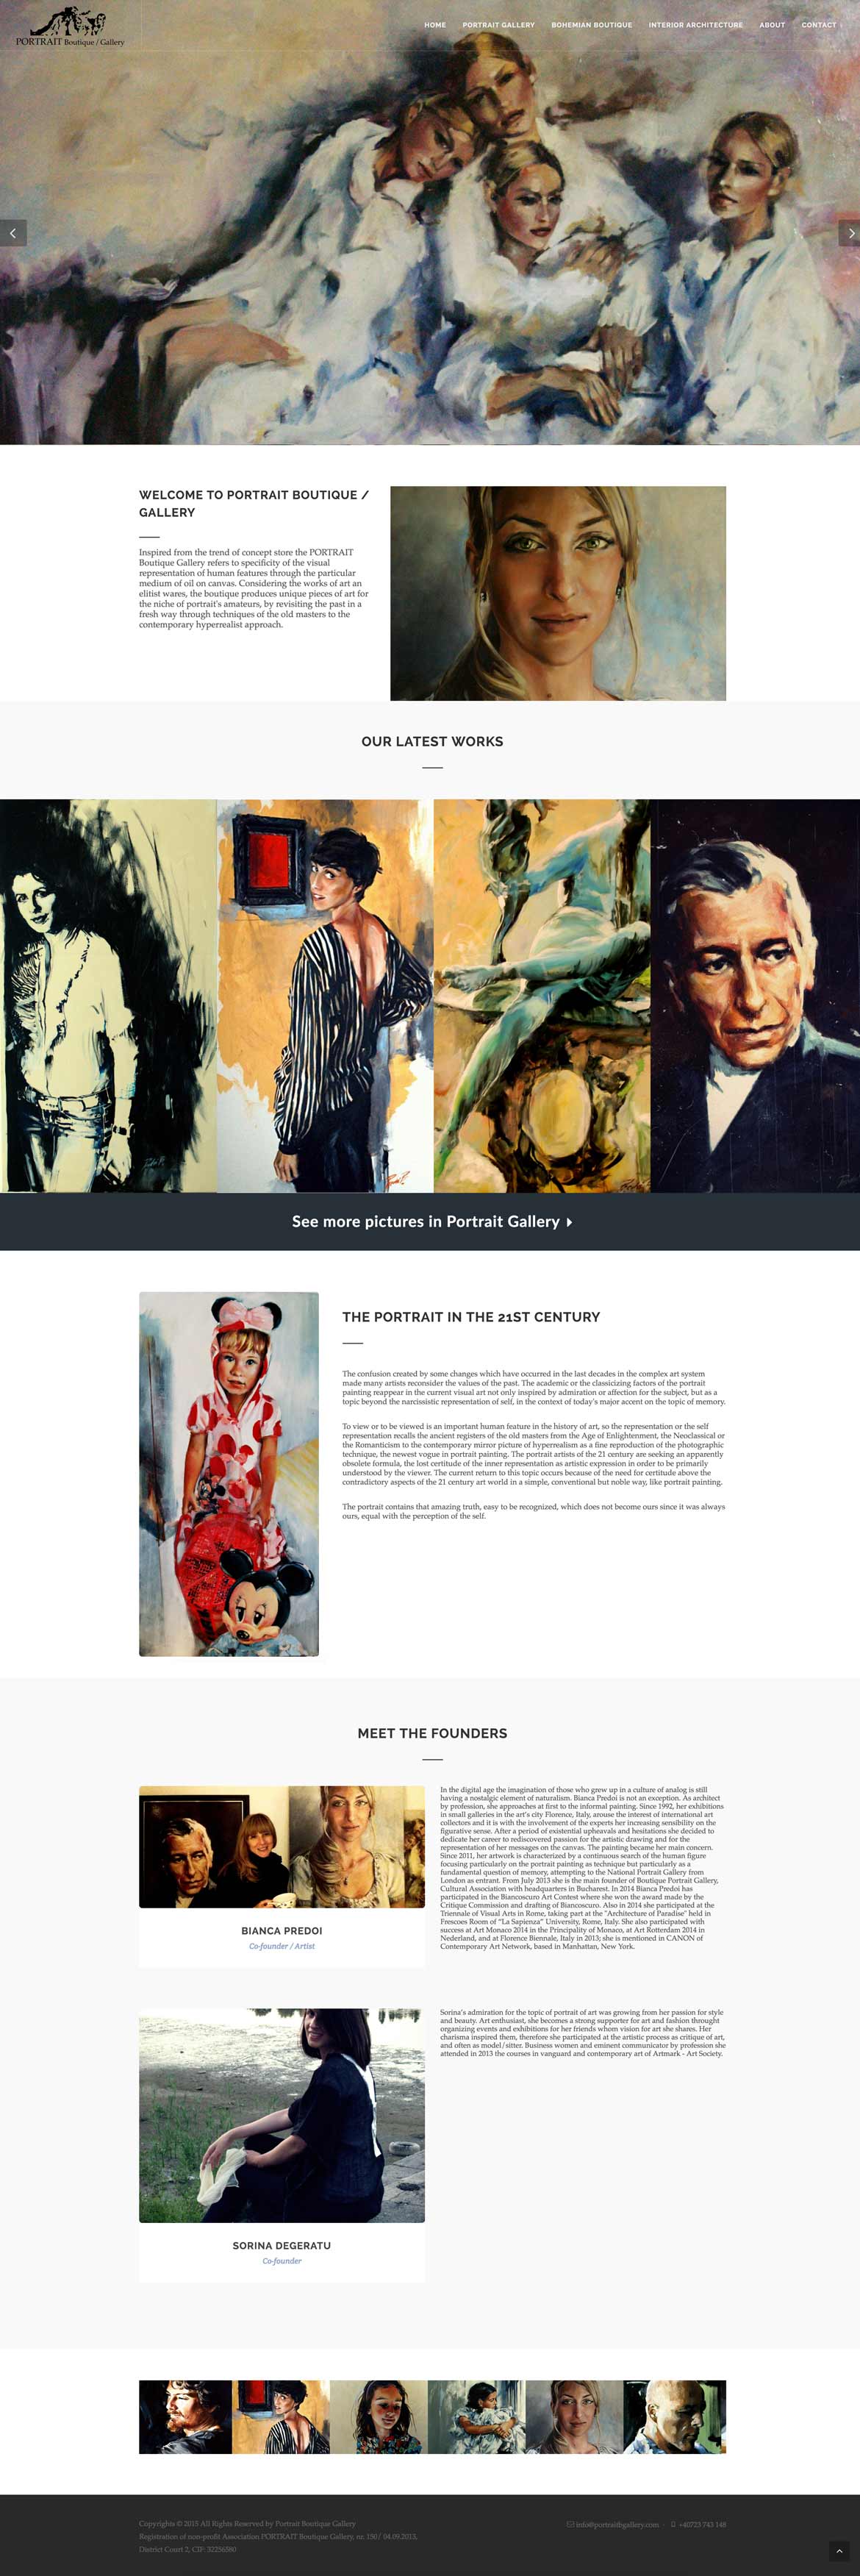 PORTRAIT Boutique / Gallery
HOME PORTRAIT GALLERY BOHEMIAN BOUTIQUE INTERIOR ARCHITECTURE ABOUT CONTACT
WELCOME TO PORTRAIT BOUTIQUE /
GALLERY
Inspired from the trend of concept store the PORTRAIT
Boutique Gallery refers to specificity of the visual
representation of human features through the particular
medium of oil on canvas. Considering the works of art an
elitist wares, the boutique produces unique pieces of art for
the niche of portrait's amateurs, by revisiting the past in a
fresh way through techniques of the old masters to the
contemporary hyperrealist approach.
OUR LATEST WORKS
See more pictures in Portrait Gallery
THE PORTRAIT IN THE 21ST CENTURY
The confusion created by some changes which have occurred in the last decades in the complex art system
made many artists reconsider the values of the past. The academic or the classicizing factors of the portrait
painting reappear in the current visual art not only inspired by admiration or affection for the subject, but as a
topic beyond the narcissistic representation of self, in the context of today's major accent on the topic of memory.
To view or to be viewed is an important human feature in the history of art, so the representation or the self
representation recalls the ancient registers of the old masters from the Age of Enlightenment, the Neoclassical or
the Romanticism to the contemporary mirror picture of hyperrealism as a fine reproduction of the photographic
technique, the newest vogue in portrait painting. The portrait artists of the 21 century are seeking an apparently
obsolete formula, the lost certitude of the inner representation as artistic expression in order to be primarily
understood by the viewer. The current return to this topic occurs because of the need for certitude above the
contradictory aspects of the 21 century art world in a simple, conventional but noble way, like portrait painting.
The portrait contains that amazing truth, easy to be recognized, which does not become ours since it was always
ours, equal with the perception of the self.
MEET THE FOUNDERS
In the digital age the imagination of those who grew up in a culture of analog is still
having a nostalgic element of naturalism. Bianca Predoi is not an exception. As architect
by profession, she approaches at first to the informal painting. Since 1992, her exhibitions
in small galleries in the art's city Florence, Italy, arouse the interest of international art
collectors and it is with the involvement of the experts her increasing sensibility on the
figurative sense. After a period of existential upheavals and hesitations she decided to
dedicate her career to rediscovered passion for the artistic drawing and for the
representation of her messages on the canvas. The painting became her main concern.
Since 2011, her artwork is characterized by a continuous search of the human figure
focusing particularly on the portrait painting as technique but particularly as a
fundamental question of memory, attempting to the National Portrait Gallery from
London as entrant. From July 2013 she is the main founder of Boutique Portrait Gallery,
Cultural Association with headquarters in Bucharest. In 2014 Bianca Predoi has
participated in the Biancoscuro Art Contest where she won the award made by the
Critique Commission and drafting of Biancoscuro. Also in 2014 she participated at the
Triennale of Visual Arts in Rome, taking part at the "Architecture of Paradise" held in
Frescoes Room of "La Sapienza" University, Rome, Italy. She also participated with
success at Art Monaco 2014 in the Principality of Monaco, at Art Rotterdam 2014 in
Nederland, and at Florence Biennale, Italy in 2013; she is mentioned in CANON of
Contemporary Art Network, based in Manhattan, New York.
BIANCA PREDOI
Co-founder / Artist
Sorina's admiration for the topic of portrait of art was growing from her passion for style
and beauty. Art enthusiast, she becomes a strong supporter of art and fashion throught
organizing events and exhibitions for her friends whom vision for art she shares. Her
charisma inspired them, therefore she participated at the artistic process as critique of art,
and often as model/sitter. Business women and eminent communicator by profession she
attended in 2013 the courses in vanguard and contemporary art of Artmark - Art Society.
SORINA DEGERATU
Co-founder
Copyrights © 2015 All Rights Reserved by Portrait Boutique Gallery
Registration of non-profit Association PORTRAIT Boutique Gallery, nr. 150/ 04.09.2013,
District Court 2, CIF: 32256580
info@portraitbgallery.com +40723 743 148